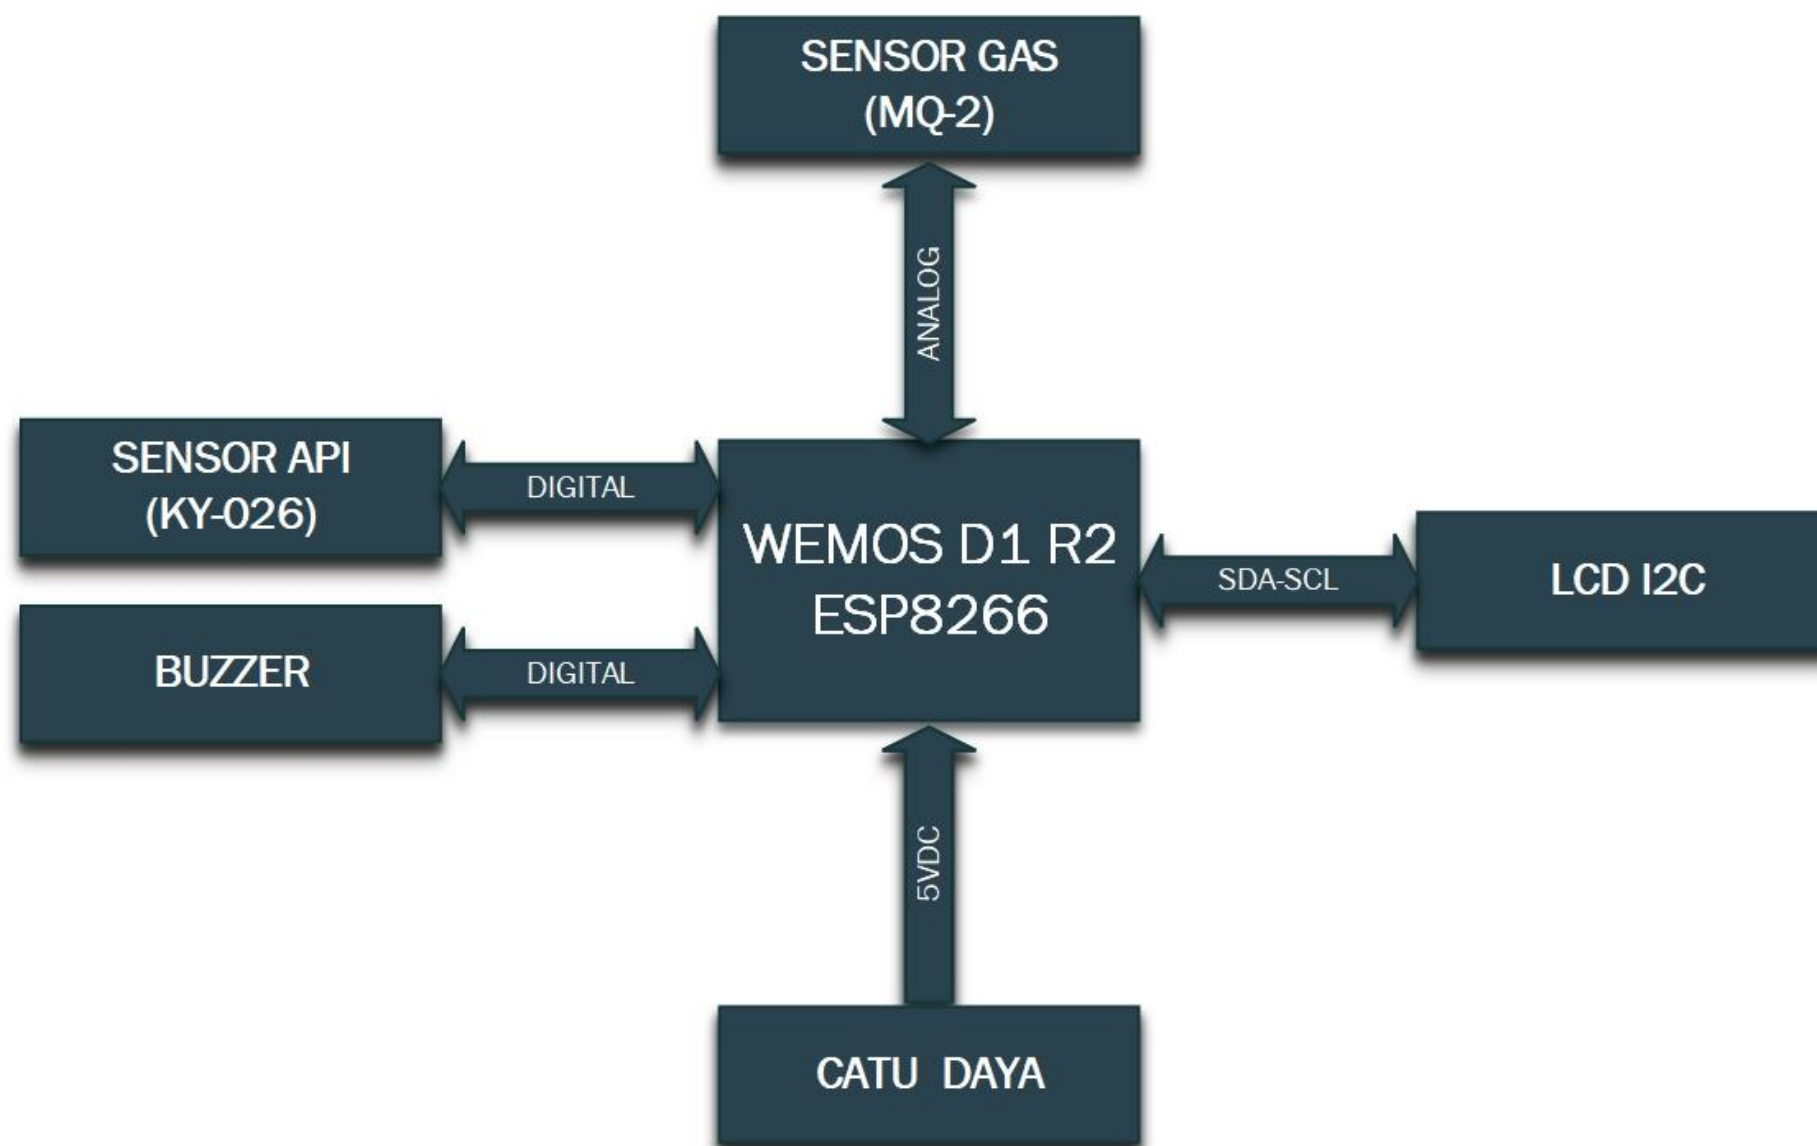 SENSOR GAS
(MQ-2)
ANALOG
SENSOR API
(KY-026)
DIGITAL
WEMOS D1 R2
ESP8266
SDA-SCL
LCD I2C
BUZZER
DIGITAL
5VDC
CATU DAYA